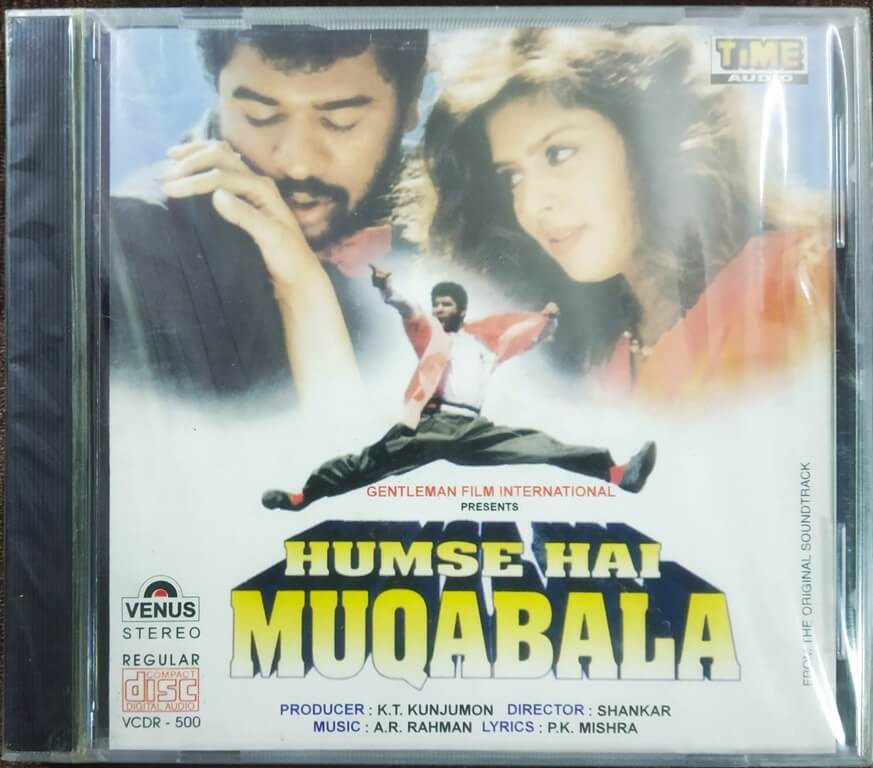 TiME
AUDIO
GENTLEMAN FILM INTERNATIONAL
PRESENTS
HUMSE HAI
MUQABALA
FROM THE ORIGINAL SOUNDTRACK
VENUS
STEREO
REGULAR
COMPACT
disc
DIGITAL AUDIO
VCDR - 500
PRODUCER : K.T. KUNJUMON DIRECTOR : SHANKAR
MUSIC : A.R. RAHMAN LYRICS : P.K. MISHRA